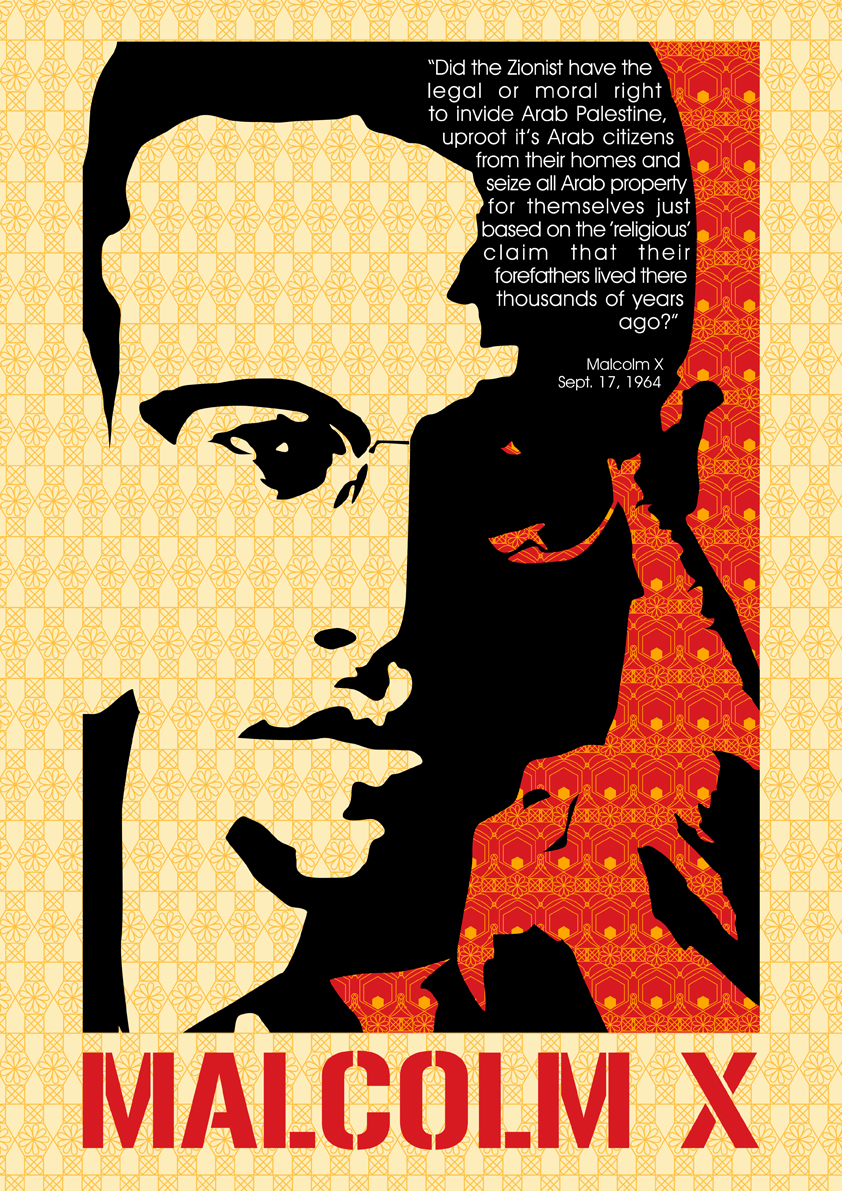 “Did the Zionist have the
legal or moral right
to invide Arab Palestine,
uproot it's Arab citizens
from their homes and
seize all Arab property
for themselves just
based on the ‘religious’
claim that their
forefathers lived there
thousands of years
ago?“
Malcolm X
Sept. 17, 1964
MALCOLM X